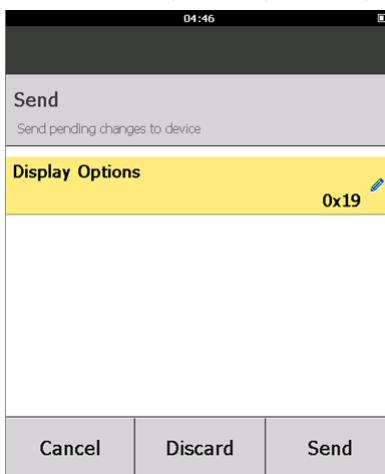 04:46
Send
Send pending changes to device
Display Options
0x19
Cancel
Discard
Send